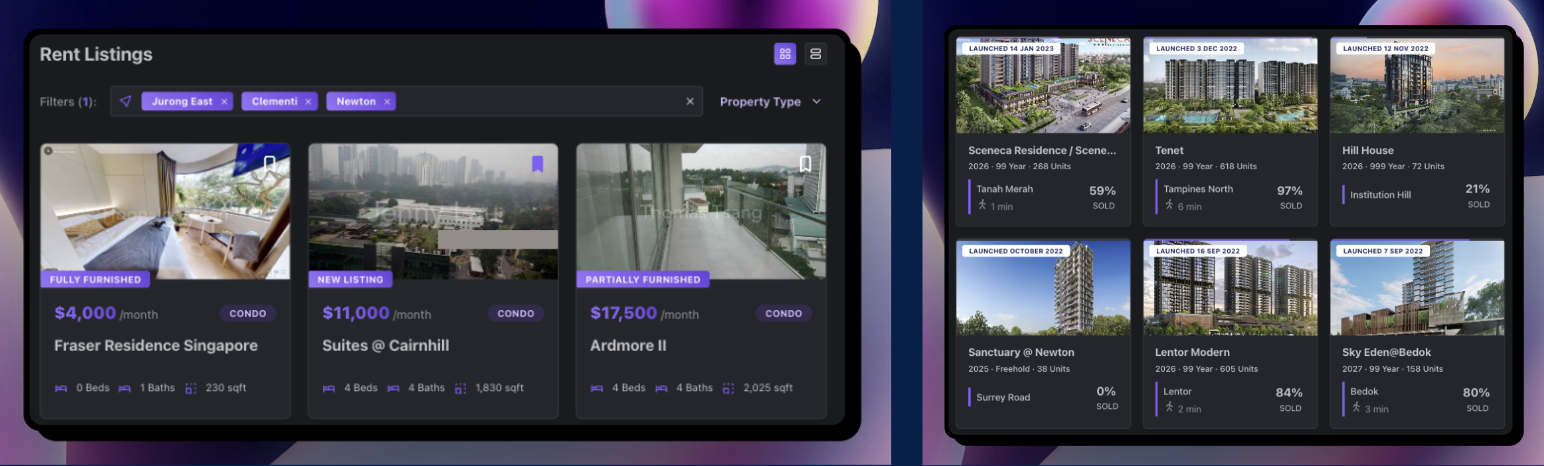 Rent Listings
Filters (1):
Jurong East ×
Clementi ×
Newton ×
×
Property Type
FULLY FURNISHED
NEW LISTING
PARTIALLY FURNISHED
Thomas Tsang
$4,000 /month
CONDO
$11,000 /month
CONDO
$17,500 /month
CONDO
Fraser Residence Singapore
Suites @ Cairnhill
Ardmore II
0 Beds 1 Baths 230 sqft
4 Beds 4 Baths 1,830 sqft
4 Beds 4 Baths 2,025 sqft
LAUNCHED 14 JAN 2023
LAUNCHED 3 DEC 2022
LAUNCHED 12 NOV 2022
Sceneca Residence / Scene...
Tenet
Hill House
2026 · 99 Year · 268 Units
2026 · 99 Year · 618 Units
2026 · 999 Year · 72 Units
Tanah Merah
1 min
59%
SOLD
Tampines North
6 min
97%
SOLD
Institution Hill
21%
SOLD
LAUNCHED OCTOBER 2022
LAUNCHED 16 SEP 2022
LAUNCHED 7 SEP 2022
Sanctuary @ Newton
Lentor Modern
Sky Eden@Bedok
2025 · Freehold · 38 Units
2026 · 99 Year · 605 Units
2027 · 99 Year · 158 Units
Surrey Road
0%
SOLD
Lentor
2 min
84%
SOLD
Bedok
3 min
80%
SOLD